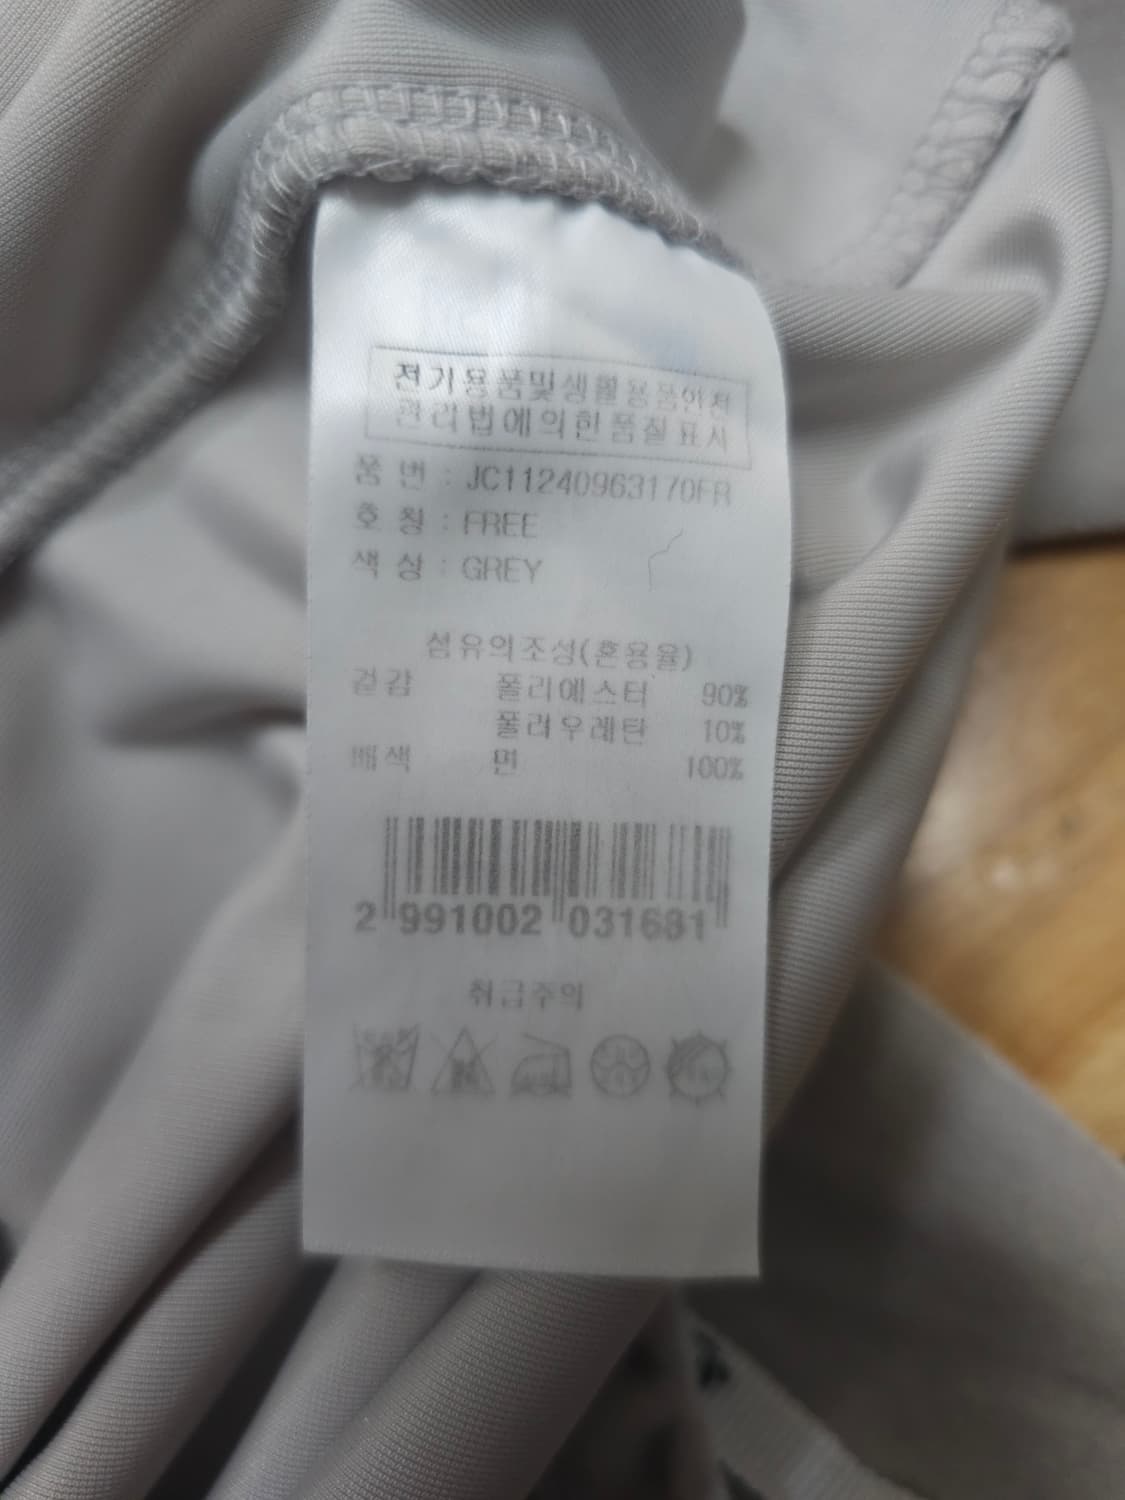 전기용품및생활용품안전
관리법에의한품질표시
품 번 : JC11240963170FR
호 칭 : FREE
색 상 : GREY
섬유의조성(혼용율)
겉감 폴리에스터 90%
폴리우레탄 10%
배색 면 100%
2 991002 031681
취급주의